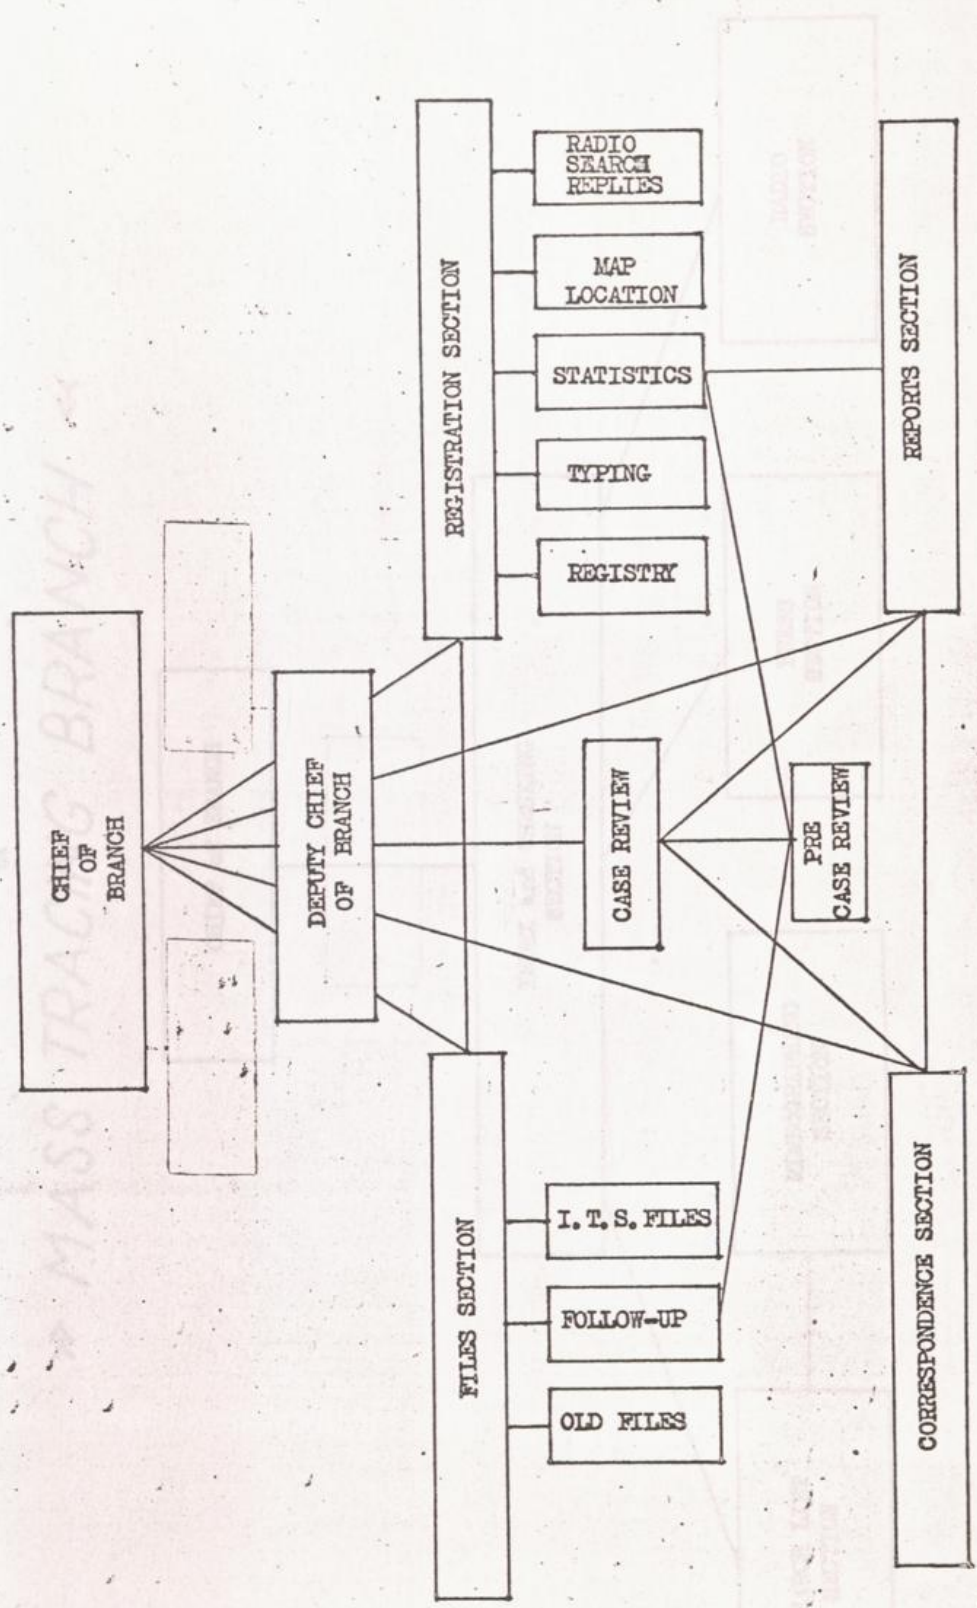 MASS TRACING BRANCH
CHIEF
OF
BRANCH
DEPUTY CHIEF
OF BRANCH
REGISTRATION SECTION
RADIO
SEARCH
REPLIES
MAP
LOCATION
STATISTICS
TYPING
REGISTRY
FILES SECTION
I.T.S. FILES
FOLLOW-UP
OLD FILES
CASE REVIEW
PRE
CASE REVIEW
REPORTS SECTION
CORRESPONDENCE SECTION